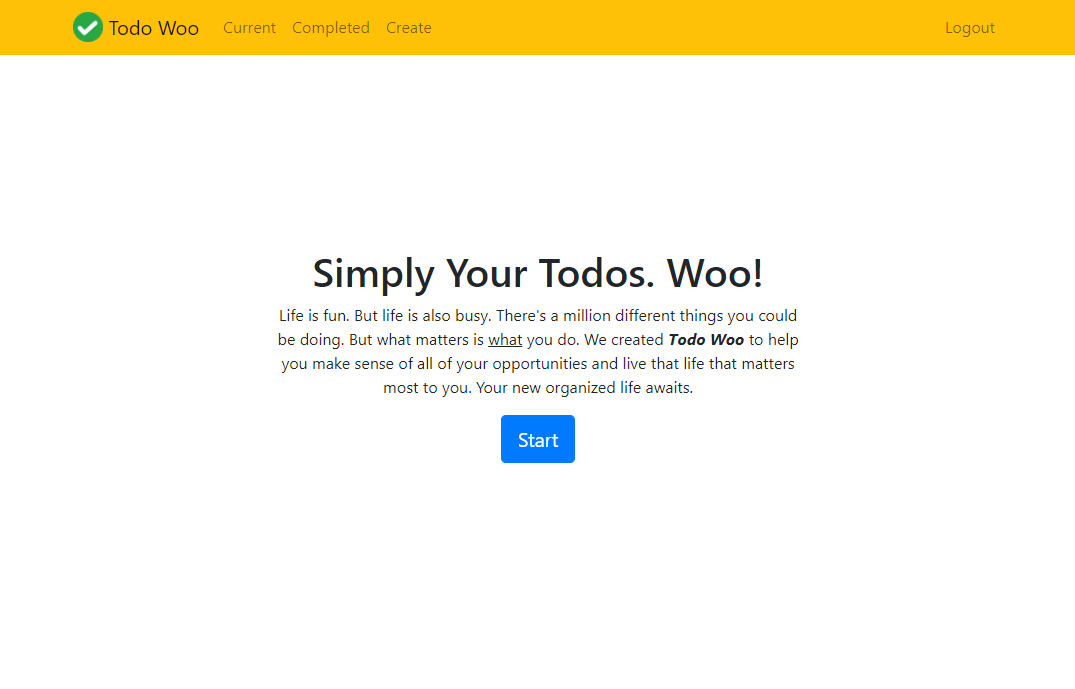 Todo Woo Current Completed Create Logout
Simply Your Todos. Woo!
Life is fun. But life is also busy. There's a million different things you could
be doing. But what matters is what you do. We created Todo Woo to help
you make sense of all of your opportunities and live that life that matters
most to you. Your new organized life awaits.
Start